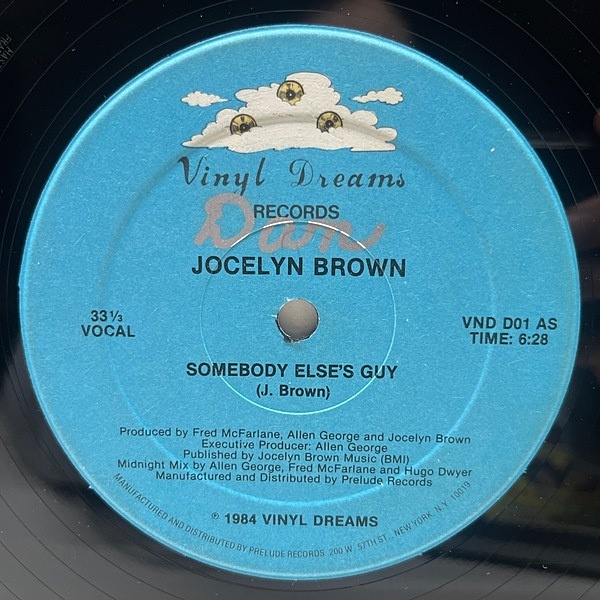 Vinyl Dreams
RECORDS
Dan
JOCELYN BROWN
33⅓
VOCAL
VND D01 AS
TIME: 6:28
SOMEBODY ELSE'S GUY
(J. Brown)
Produced by Fred McFarlane, Allen George and Jocelyn Brown
Executive Producer: Allen George
Published by Jocelyn Brown Music (BMI)
Midnight Mix by Allen George, Fred McFarlane and Hugo Dwyer
Manufactured and Distributed by Prelude Records
℗ 1984 VINYL DREAMS
MANUFACTURED AND DISTRIBUTED BY PRELUDE RECORDS. 200 W. 57TH ST., NEW YORK, N.Y. 10019